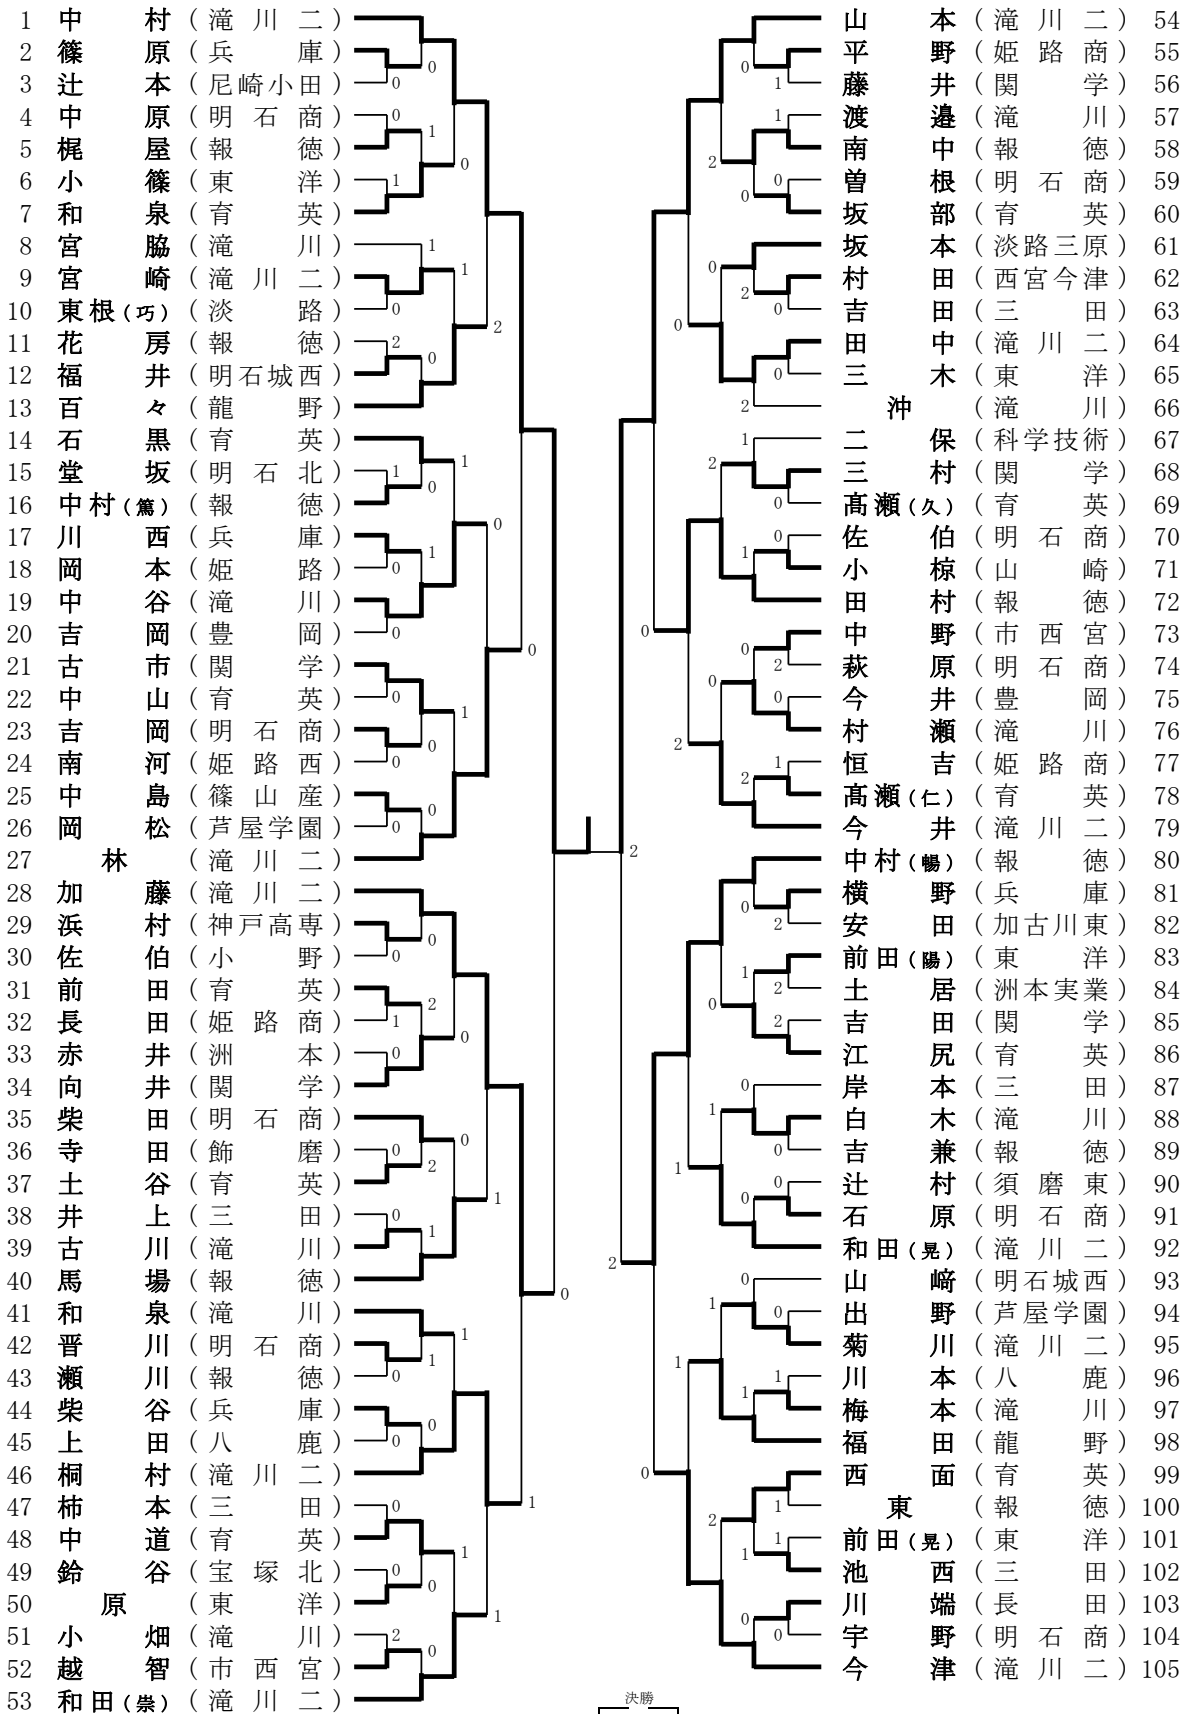 1 中村 (滝川二)
2 篠原 (兵庫)
3 辻本 (尼崎小田)
4 中原 (明石商)
5 梶屋 (報徳)
6 小篠 (東洋)
7 和泉 (育英)
8 宮脇 (滝川)
9 宮崎 (滝川二)
10 東根(巧) (淡路)
11 花房 (報徳)
12 福井 (明石城西)
13 百々 (龍野)
14 石黒 (育英)
15 堂坂 (明石北)
16 中村(篤) (報徳)
17 川西 (兵庫)
18 岡本 (姫路)
19 中谷 (滝川)
20 吉岡 (豊岡)
21 古市 (関学)
22 中山 (育英)
23 吉岡 (明石商)
24 南河 (姫路西)
25 中島 (篠山産)
26 岡松 (芦屋学園)
27 林 (滝川二)
28 加藤 (滝川二)
29 浜村 (神戸高専)
30 佐伯 (小野)
31 前田 (育英)
32 長田 (姫路商)
33 赤井 (洲本)
34 向井 (関学)
35 柴田 (明石商)
36 寺田 (飾磨)
37 土谷 (育英)
38 井上 (三田)
39 古川 (滝川)
40 馬場 (報徳)
41 和泉 (滝川)
42 晋川 (明石商)
43 瀬川 (報徳)
44 柴谷 (兵庫)
45 上田 (八鹿)
46 桐村 (滝川二)
47 柿本 (三田)
48 中道 (育英)
49 鈴谷 (宝塚北)
50 原 (東洋)
51 小畑 (滝川)
52 越智 (市西宮)
53 和田(崇) (滝川二)
山本 (滝川二) 54
平野 (姫路商) 55
藤井 (関学) 56
渡邉 (滝川) 57
南中 (報徳) 58
曽根 (明石商) 59
坂部 (育英) 60
坂本 (淡路三原) 61
村田 (西宮今津) 62
吉田 (三田) 63
田中 (滝川二) 64
三木 (東洋) 65
沖 (滝川) 66
二保 (科学技術) 67
三村 (関学) 68
髙瀬(久) (育英) 69
佐伯 (明石商) 70
小椋 (山崎) 71
田村 (報徳) 72
中野 (市西宮) 73
萩原 (明石商) 74
今井 (豊岡) 75
村瀬 (滝川) 76
恒吉 (姫路商) 77
髙瀬(仁) (育英) 78
今井 (滝川二) 79
中村(暢) (報徳) 80
横野 (兵庫) 81
安田 (加古川東) 82
前田(陽) (東洋) 83
土居 (洲本実業) 84
吉田 (関学) 85
江尻 (育英) 86
岸本 (三田) 87
白木 (滝川) 88
吉兼 (報徳) 89
辻村 (須磨東) 90
石原 (明石商) 91
和田(晃) (滝川二) 92
山﨑 (明石城西) 93
出野 (芦屋学園) 94
菊川 (滝川二) 95
川本 (八鹿) 96
梅本 (滝川) 97
福田 (龍野) 98
西面 (育英) 99
東 (報徳) 100
前田(晃) (東洋) 101
池西 (三田) 102
川端 (長田) 103
宇野 (明石商) 104
今津 (滝川二) 105
決勝